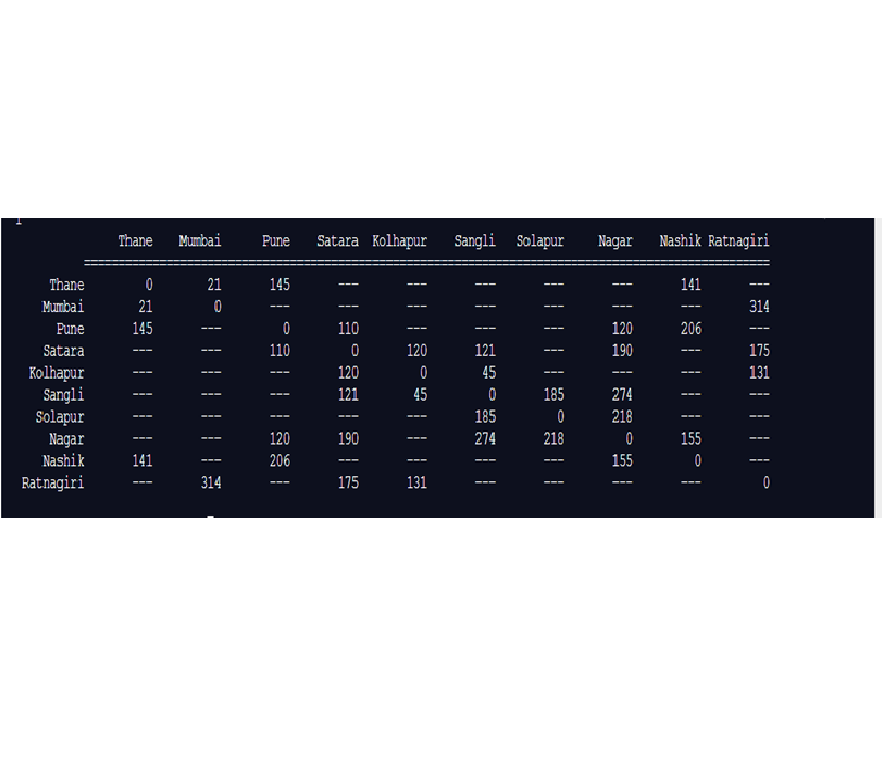 Thane Mumbai Pune Satara Kolhapur Sangli Solapur Nagar Nashik Ratnagiri
Thane 0 21 145 --- --- --- --- --- 141 ---
Mumbai 21 0 --- --- --- --- --- --- --- 314
Pune 145 --- 0 110 --- --- --- 120 206 ---
Satara --- --- 110 0 120 121 --- 190 --- 175
Kolhapur --- --- --- 120 0 45 --- --- --- 131
Sangli --- --- --- 121 45 0 185 274 --- ---
Solapur --- --- --- --- --- 185 0 218 --- ---
Nagar --- --- 120 190 --- 274 218 0 155 ---
Nashik 141 --- 206 --- --- --- --- 155 0 ---
Ratnagiri --- 314 --- 175 131 --- --- --- --- 0